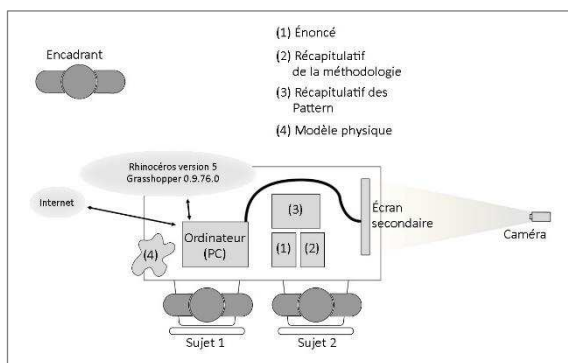 (1) Énoncé
Encadrant
(2) Récapitulatif
de la méthodologie
(3) Récapitulatif des
Pattern
(4) Modèle physique
Rhinocéros version 5
Grasshopper 0.9.76.0
Internet
Ordinateur
(PC)
(3)
Écran
secondaire
(4)
(1)
(2)
Caméra
Sujet 1
Sujet 2